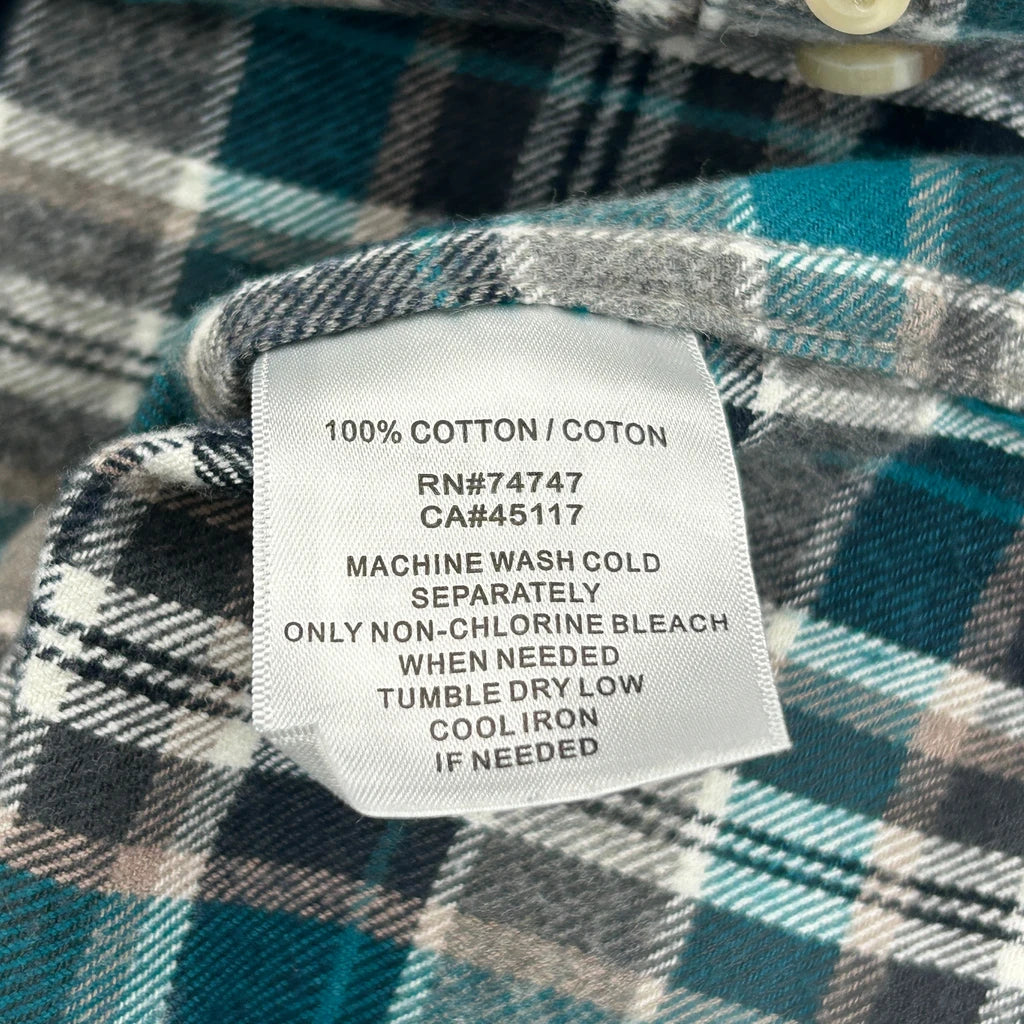 100% COTTON / COTON
RN#74747
CA#45117
MACHINE WASH COLD
SEPARATELY
ONLY NON-CHLORINE BLEACH
WHEN NEEDED
TUMBLE DRY LOW
COOL IRON
IF NEEDED